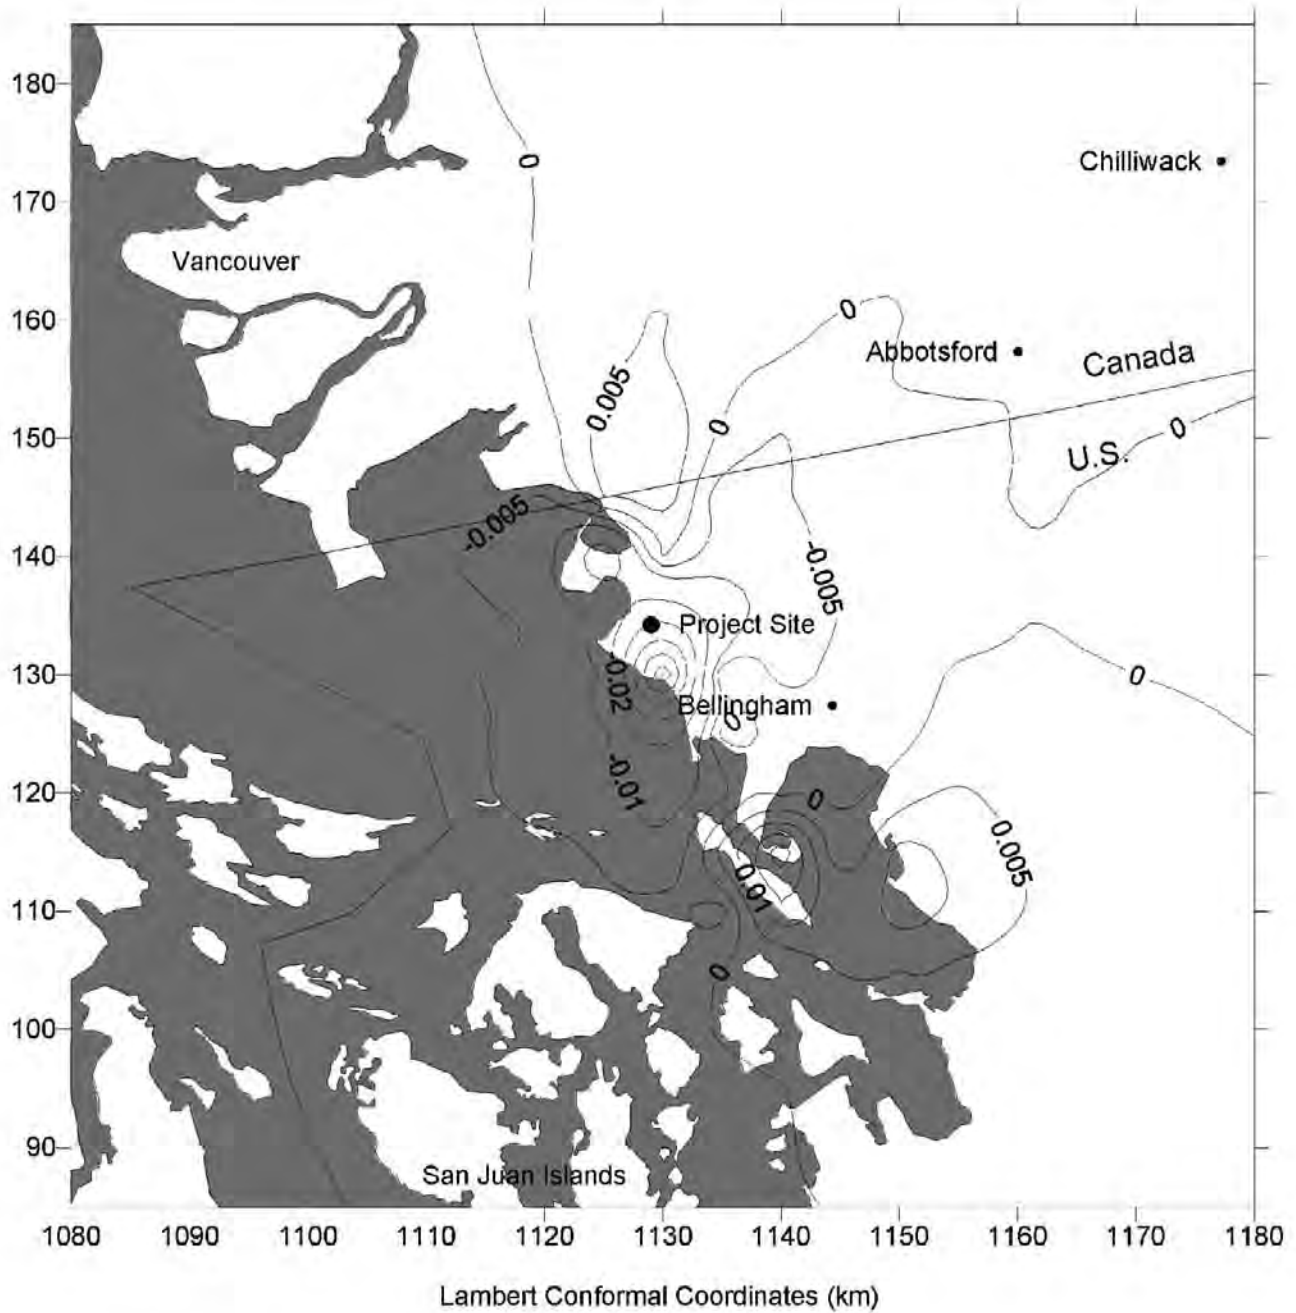 180
0
Chilliwack
170
Vancouver
160
0
Abbotsford
Canada
0.005
0
0
150
U.S.
-0.005
140
-0.005
Project Site
130
-0.02
0
Bellingham
0
-0.01
120
0
0.005
0.01
110
0
100
90
San Juan Islands
1080 1090 1100 1110 1120 1130 1140 1150 1160 1170 1180
Lambert Conformal Coordinates (km)